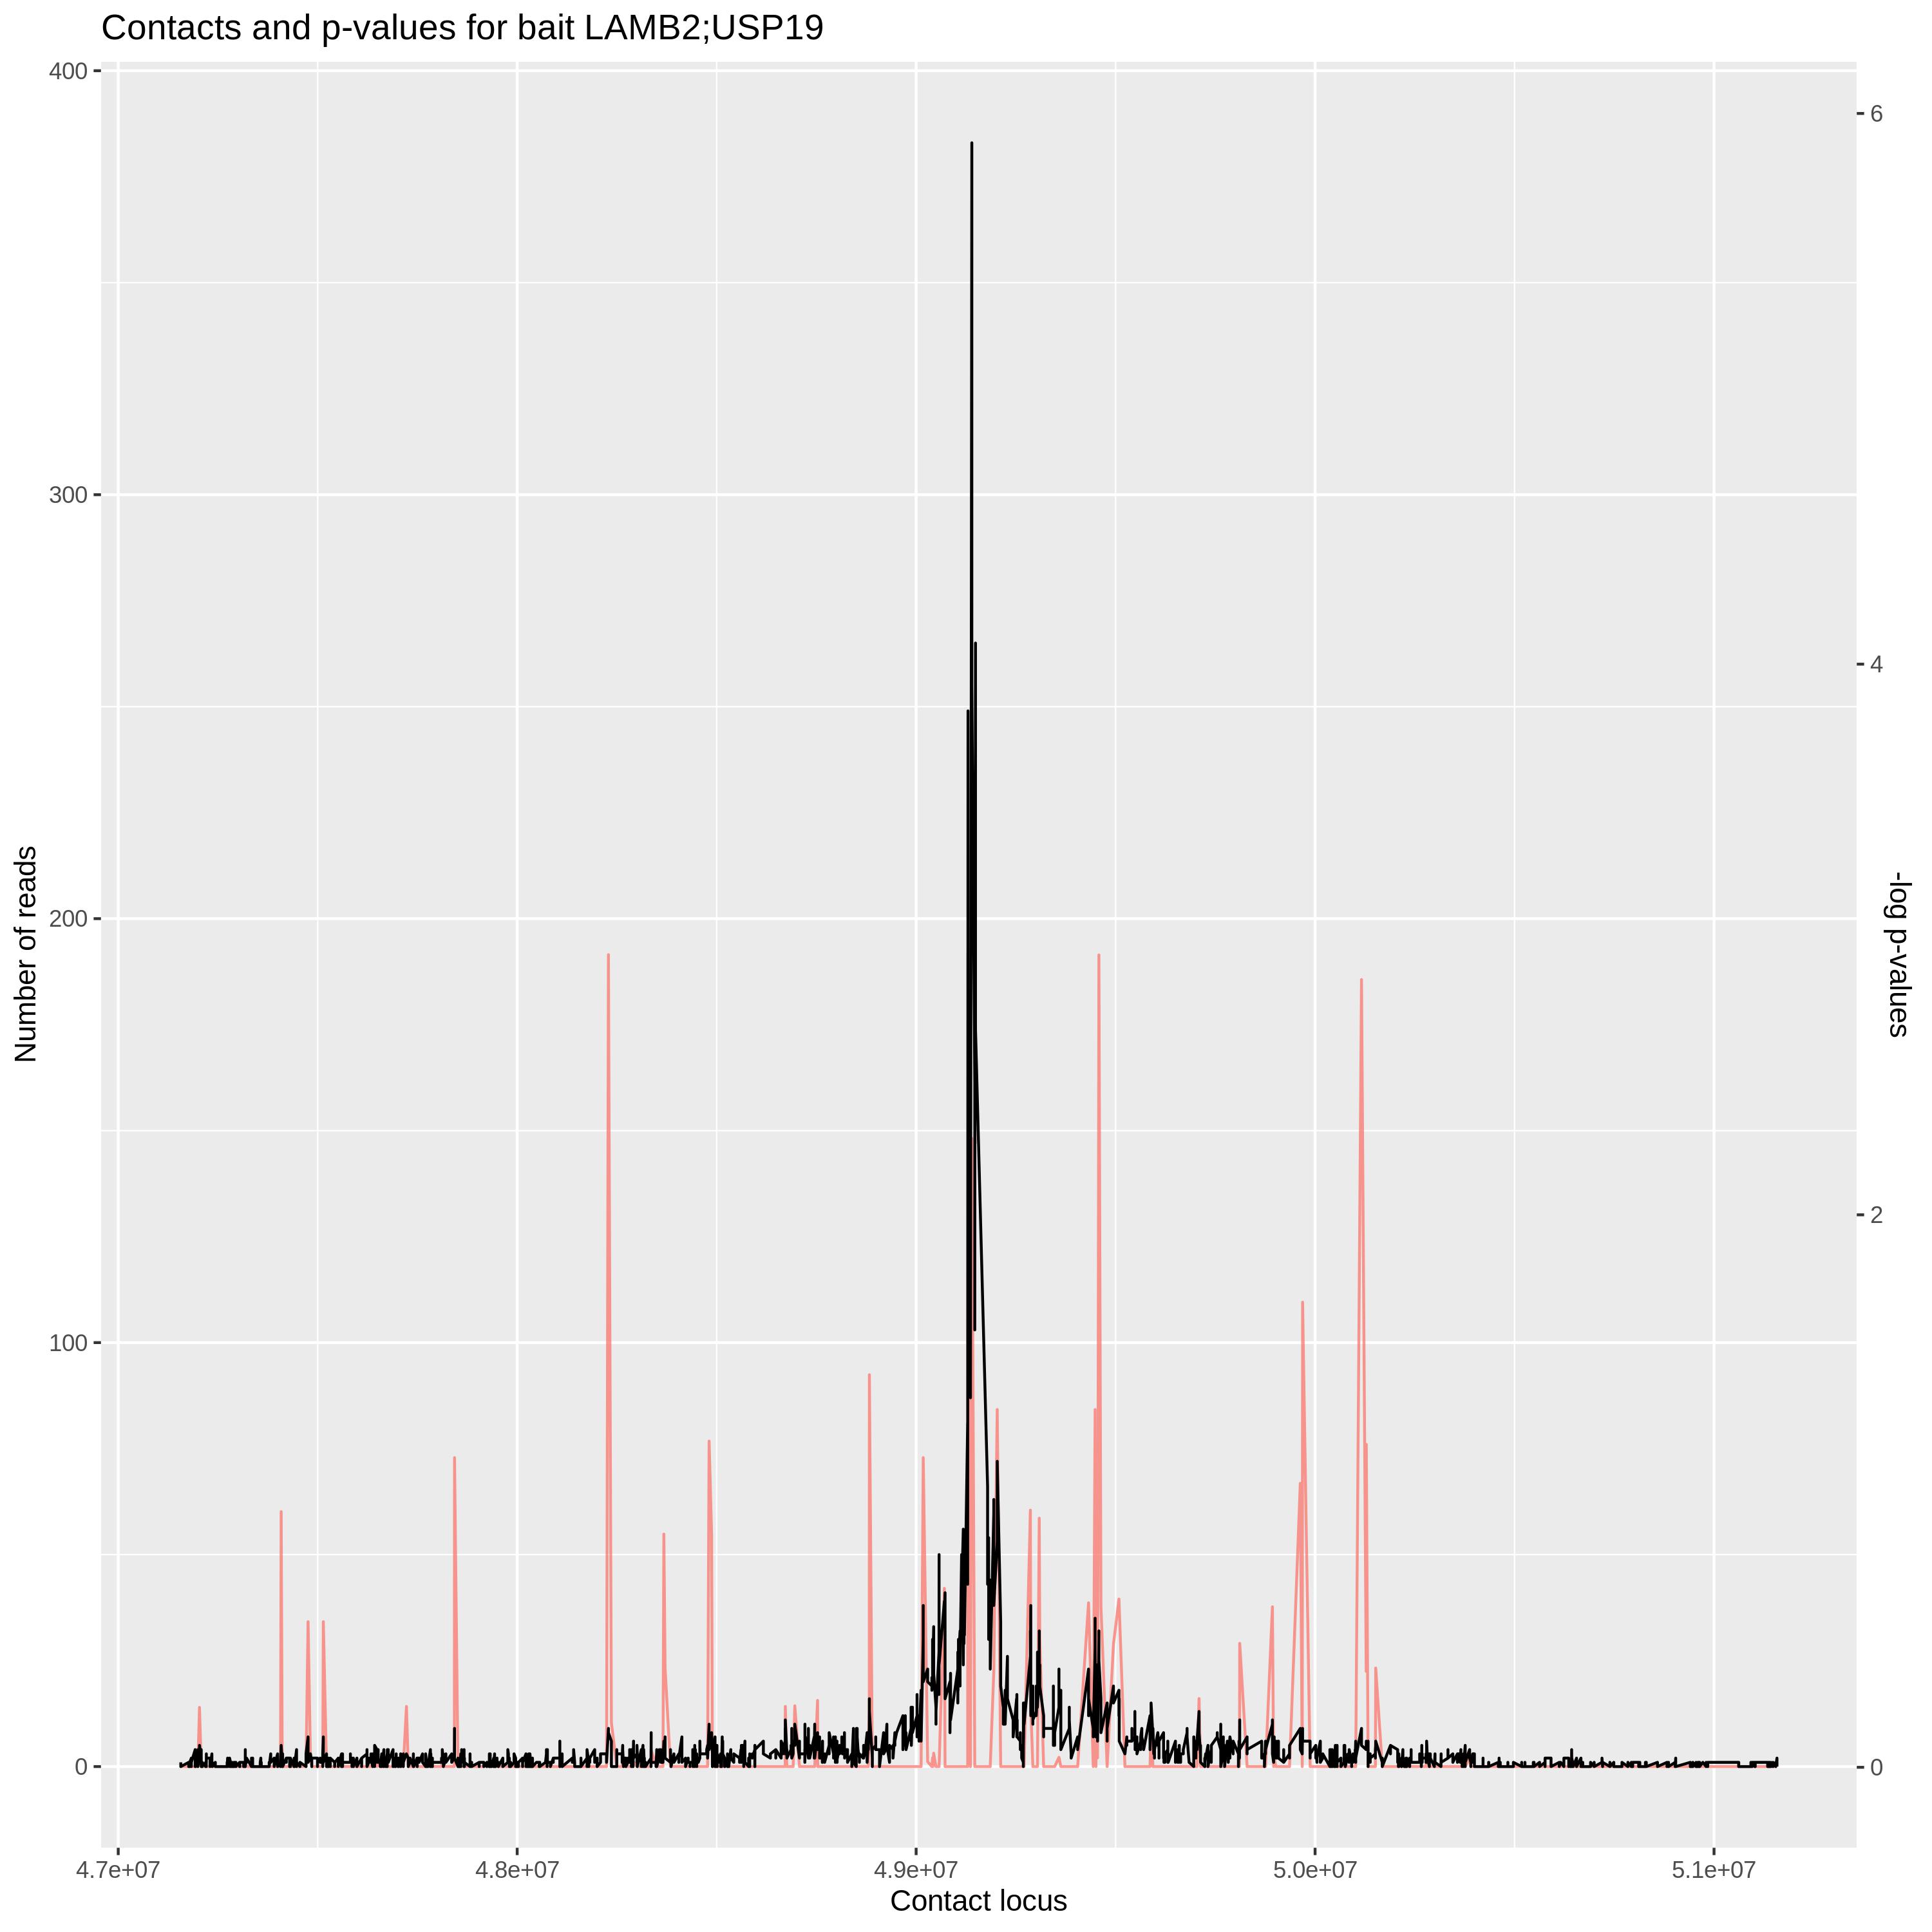 Contacts and p-values for bait LAMB2;USP19
400
300
200
100
0
Number of reads
6
4
2
0
-log p-values
4.7e+07 4.8e+07 4.9e+07 5.0e+07 5.1e+07
Contact locus